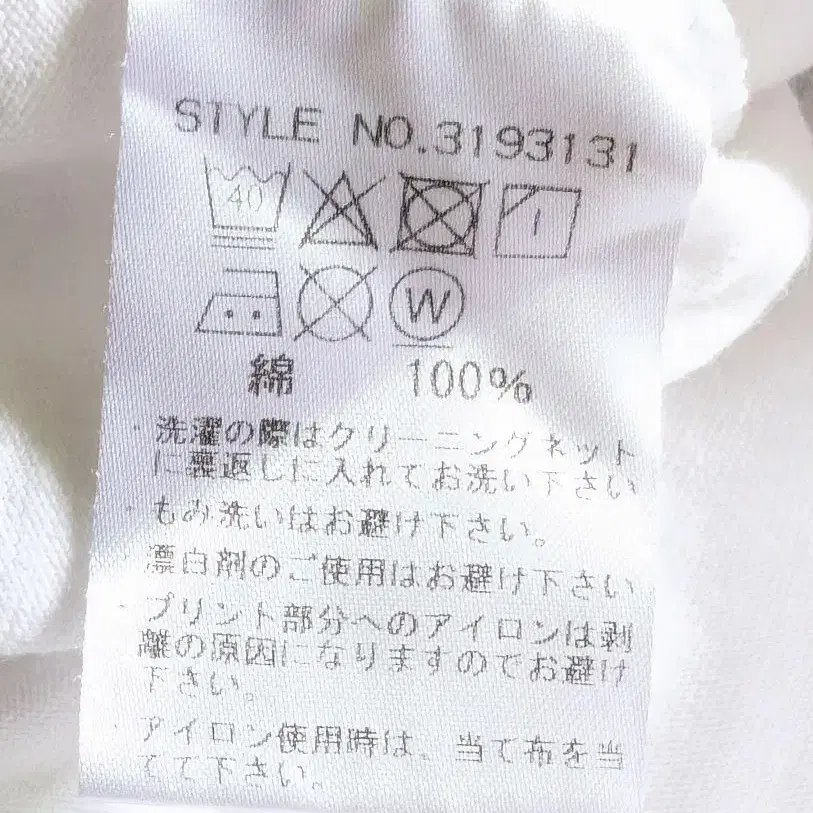 STYLE NO.3193131
40
W
綿 100%
・洗濯の際はクリーニングネット
に裏返しに入れてお洗い下さい
・もみ洗いはお避け下さい。
漂白剤のご使用はお避け下さい
・プリント部分へのアイロンは剥
離の原因になりますのでお避け
下さい。
・アイロン使用時は、当て布を当
てて下さい。